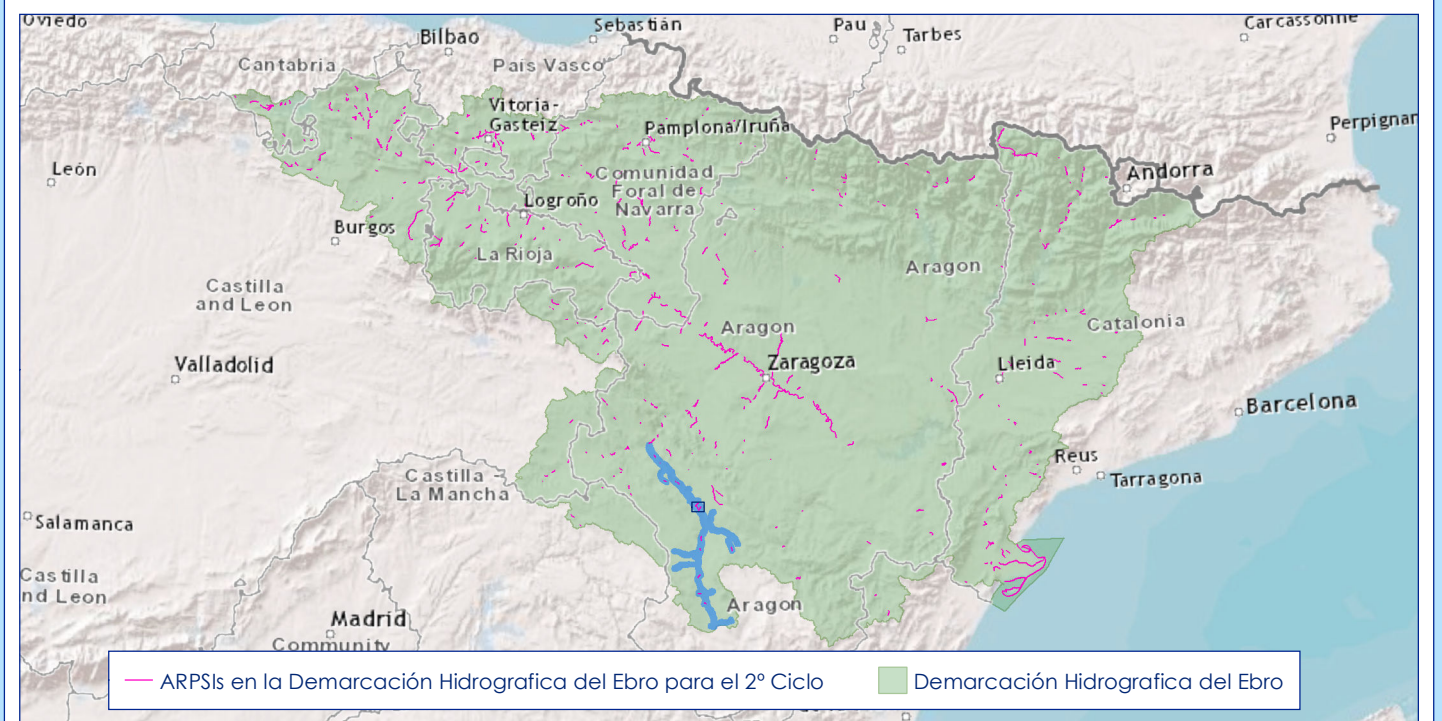 Oviedo
Sebastián
Pau
Tarbes
Carcassonne
Bilbao
Cantabria
País Vasco
Vitoria-
Gasteiz
Pamplona/Iruña
Perpignan
León
Comunidad
Foral de
Navarra
Andorra
Logroño
Burgos
La Rioja
Aragon
Castilla
and Leon
Aragon
Catalonia
Valladolid
Zaragoza
Lleida
Barcelona
Reus
Tarragona
Castilla
La Mancha
Salamanca
Castilla
nd Leon
Aragon
Madrid
Community
ARPSIs en la Demarcación Hidrografica del Ebro para el 2º Ciclo
Demarcación Hidrografica del Ebro